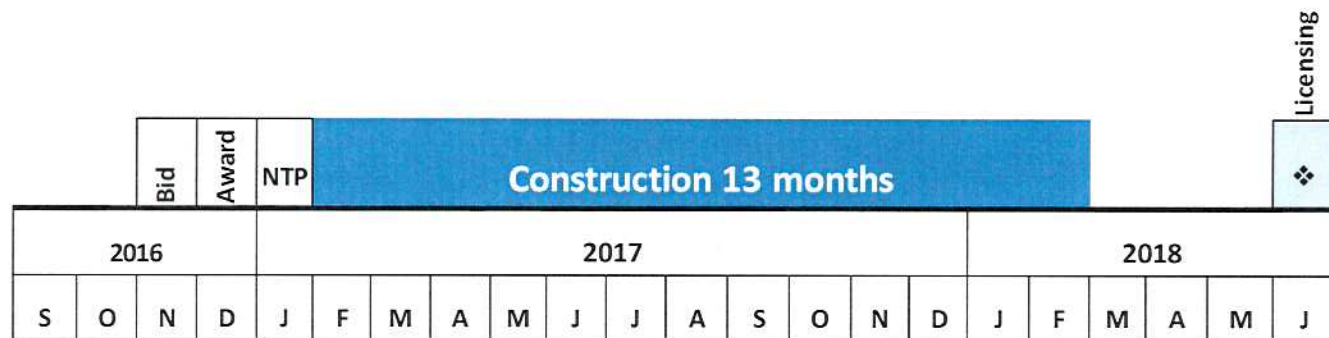 Licensing
Bid
Award
NTP
Construction 13 months
❖
2016
2017
2018
S O N D J F M A M J J A S O N D J F M A M J